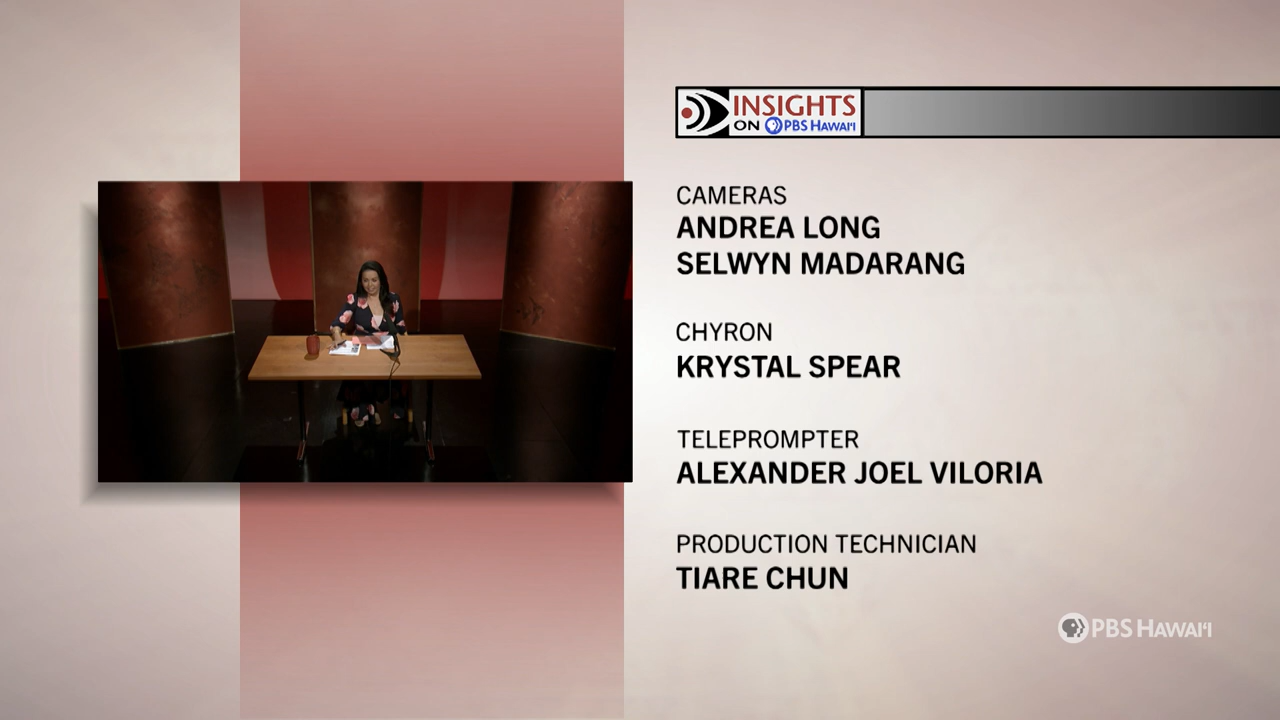 INSIGHTS
ON PBS HAWAIʻI
CAMERAS
ANDREA LONG
SELWYN MADARANG
CHYRON
KRYSTAL SPEAR
TELEPROMPTER
ALEXANDER JOEL VILORIA
PRODUCTION TECHNICIAN
TIARE CHUN
PBS HAWAIʻI